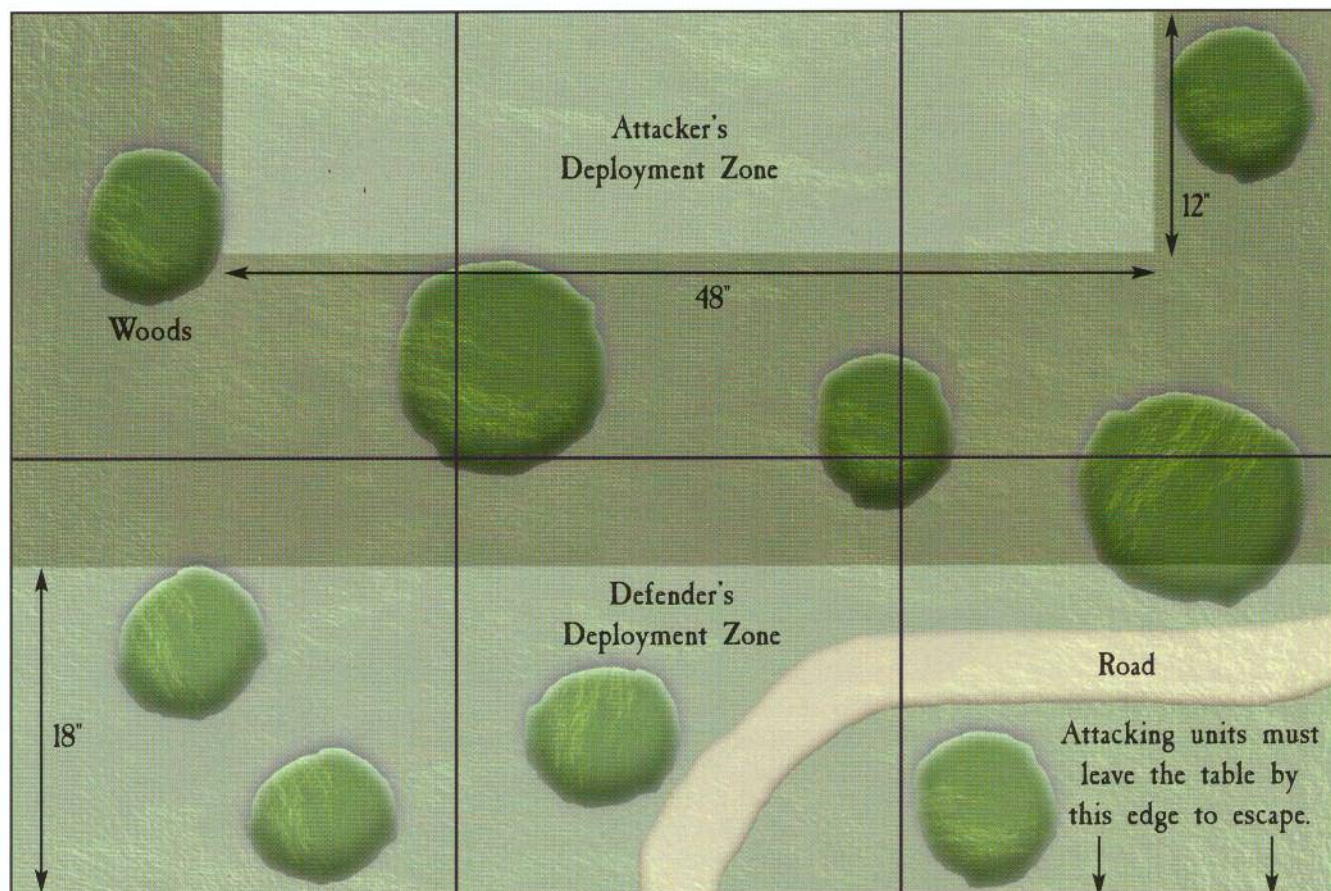 Attacker's
Deployment Zone
12"
48"
Woods
Defender's
Deployment Zone
Road
18"
Attacking units must
leave the table by
this edge to escape.